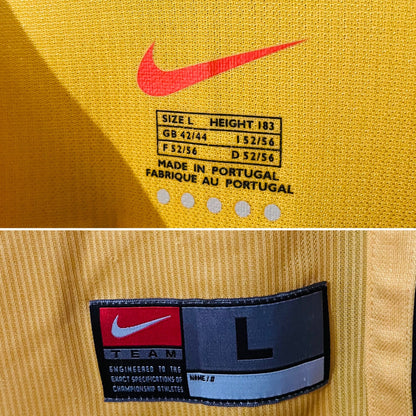 SIZE L HEIGHT 183
GB 42/44 I 52/56
F 52/56 D 52/56
MADE IN PORTUGAL
FABRIQUE AU PORTUGAL
TEAM
ENGINEERED TO THE
EXACT SPECIFICATIONS OF
CHAMPIONSHIP ATHLETES
L
NAME / #